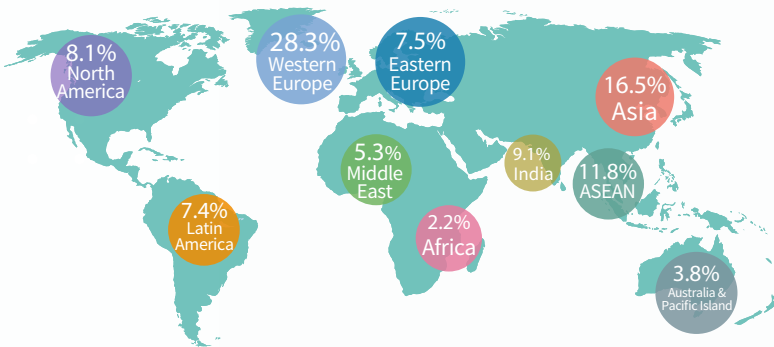 8.1%
North
America
28.3%
Western
Europe
7.5%
Eastern
Europe
16.5%
Asia
5.3%
Middle
East
9.1%
India
11.8%
ASEAN
7.4%
Latin
America
2.2%
Africa
3.8%
Australia &
Pacific Island